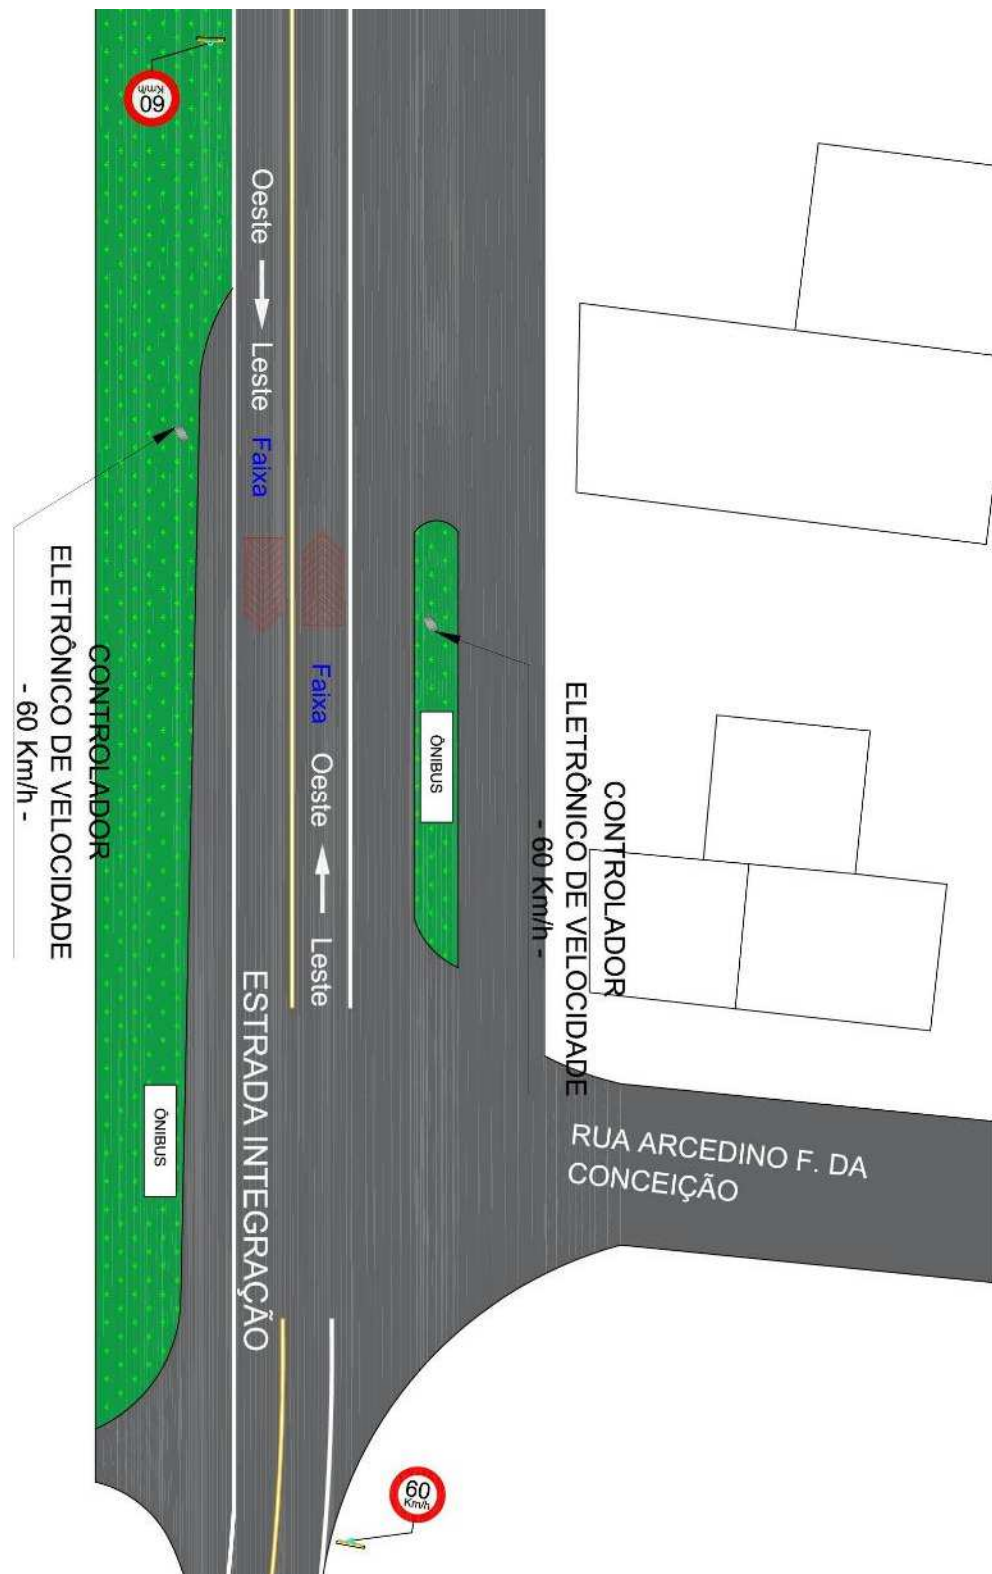 60
Km/h
Oeste
Leste
Faixa
CONTROLADOR
ELETRÔNICO DE VELOCIDADE
- 60 Km/h -
Faixa
Oeste
Leste
ÔNIBUS
CONTROLADOR
ELETRÔNICO DE VELOCIDADE
- 60 Km/h -
ESTRADA INTEGRAÇÃO
ÔNIBUS
RUA ARCEDINO F. DA
CONCEIÇÃO
60
Km/h